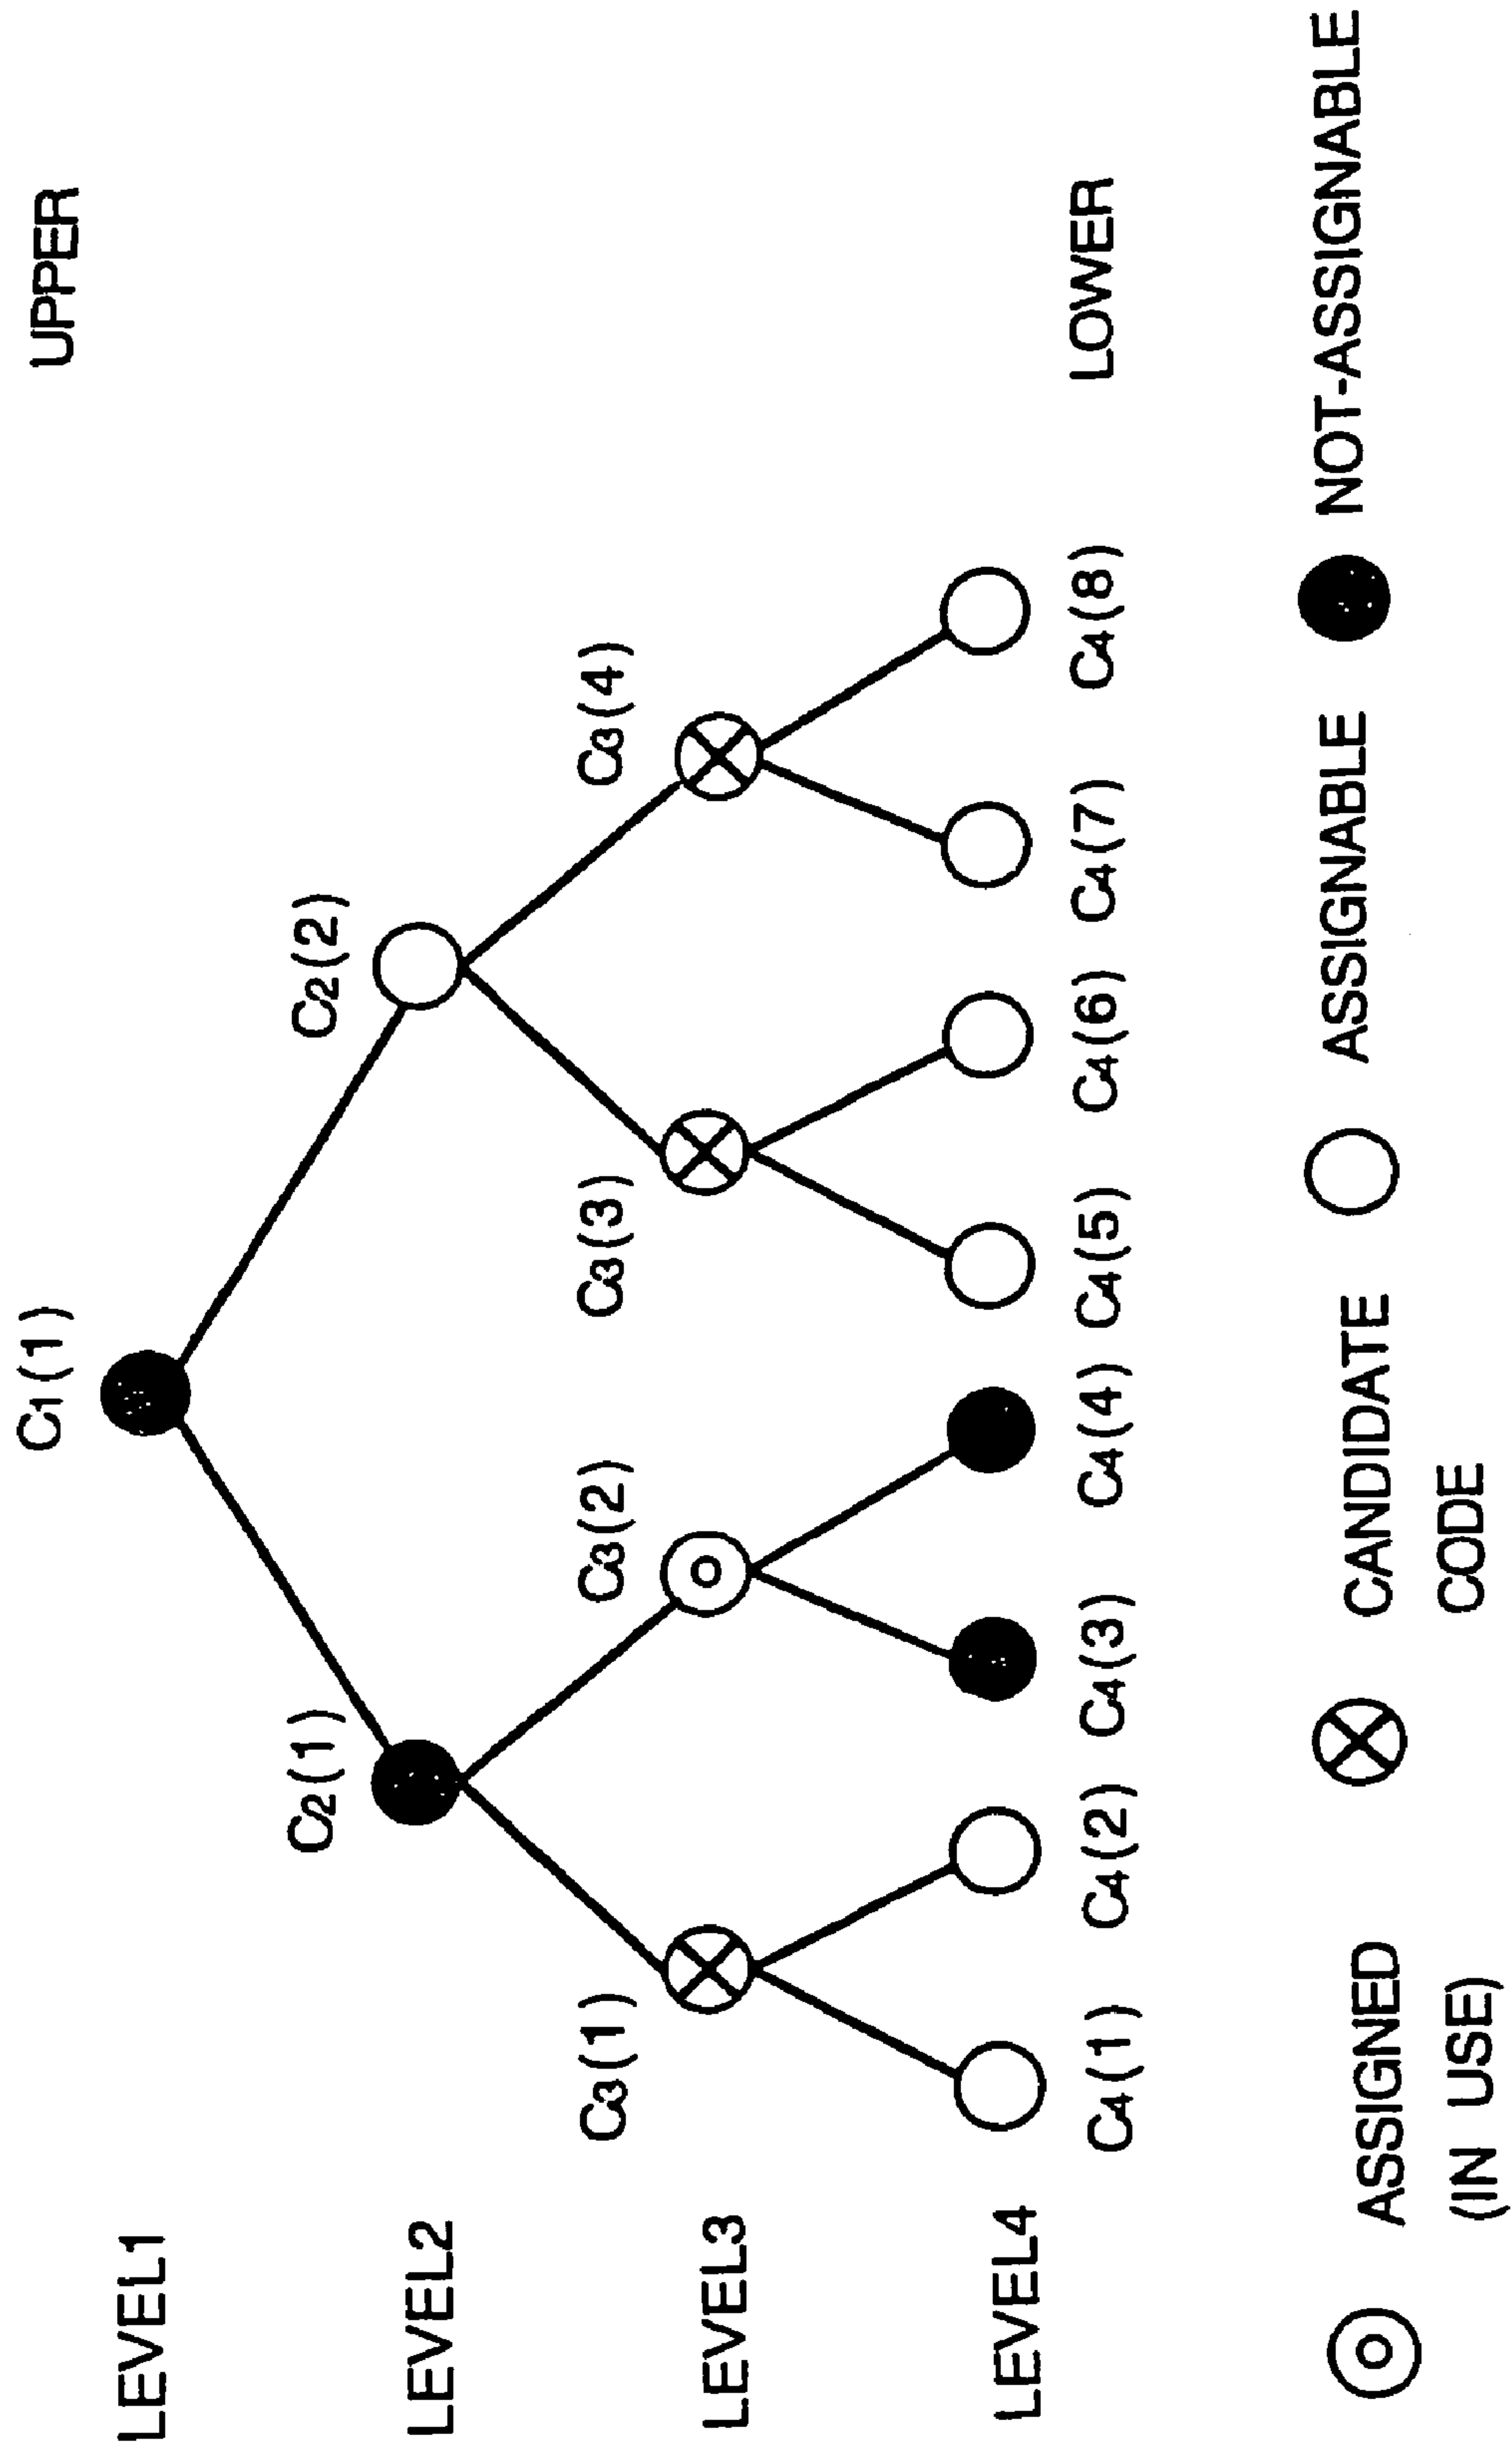 UPPER
C1(1)
LEVEL1
C2(1) C2(2)
LEVEL2
C3(1) C3(2) C3(3) C3(4)
LEVEL3
LEVEL4
C4(1) C4(2) C4(3) C4(4) C4(5) C4(6) C4(7) C4(8) LOWER
ASSIGNED CANDIDATE ASSIGNABLE NOT-ASSIGNABLE
(IN USE) CODE